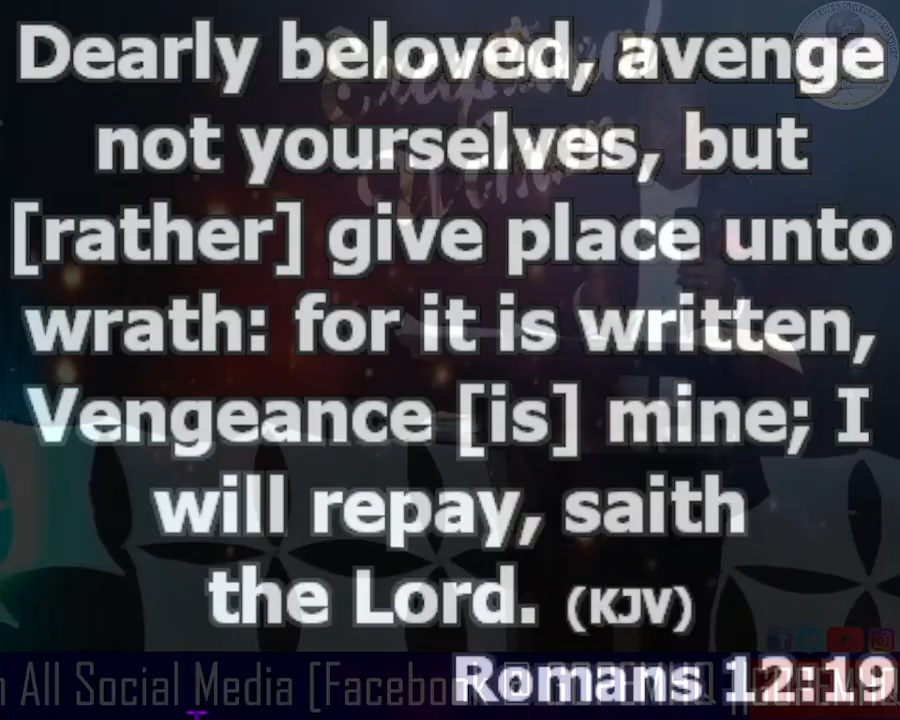 Dearly beloved, avenge
not yourselves, but
[rather] give place unto
wrath: for it is written,
Vengeance [is] mine; I
will repay, saith
the Lord. (KJV)
All Social Media [Facebo
Romans 12:19